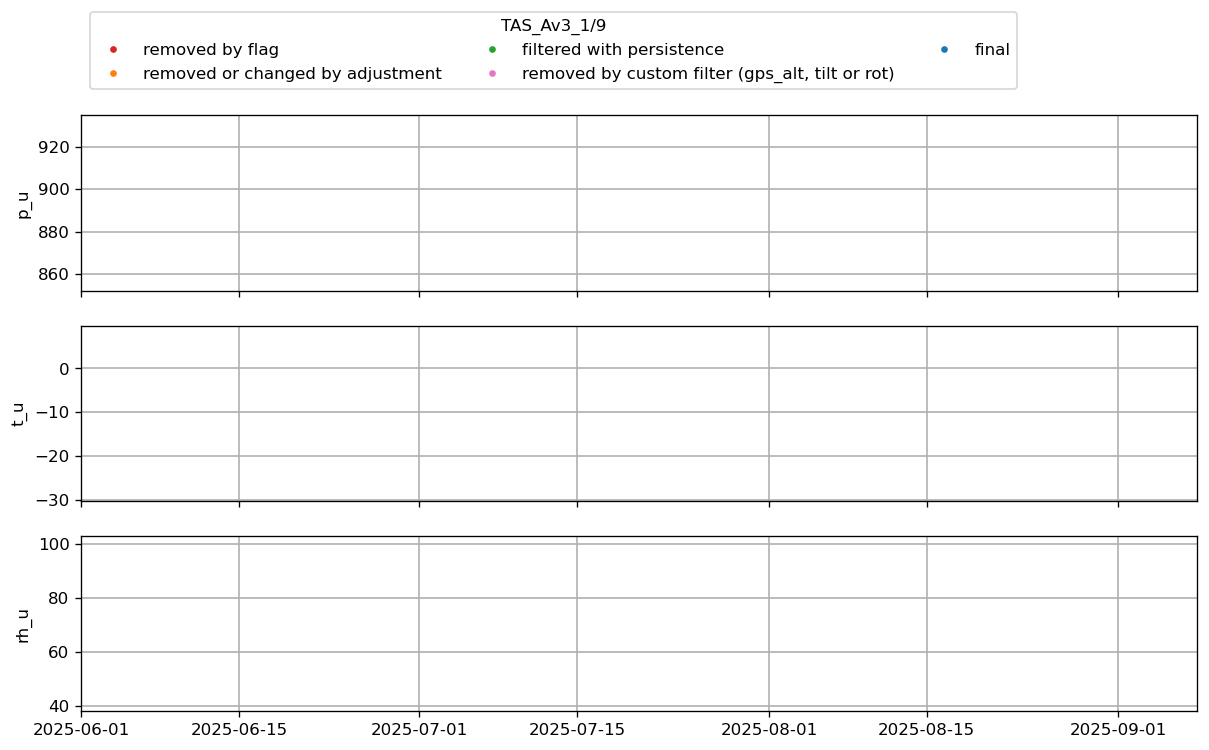 TAS_Av3_1/9
removed by flag
removed or changed by adjustment
filtered with persistence
removed by custom filter (gps_alt, tilt or rot)
final
p_u
920
900
880
860
t_u
0
−10
−20
−30
rh_u
100
80
60
40
2025-06-01 2025-06-15 2025-07-01 2025-07-15 2025-08-01 2025-08-15 2025-09-01